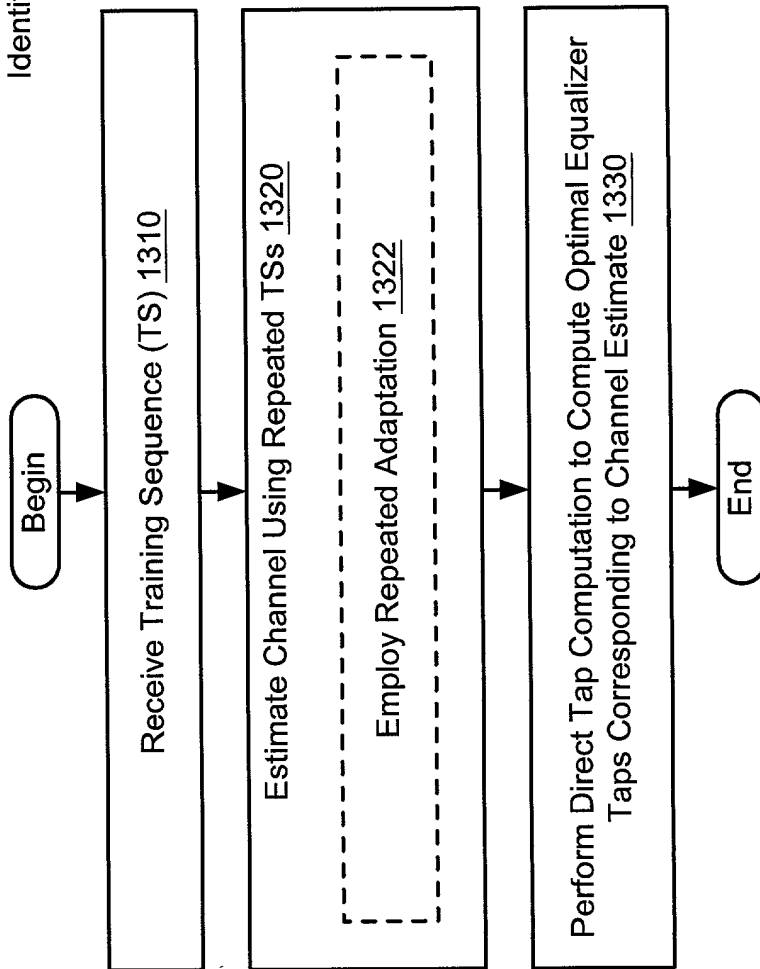 Begin
Receive Training Sequence (TS) 1310
Estimate Channel Using Repeated TSs 1320
Employ Repeated Adaptation 1322
Perform Direct Tap Computation to Compute Optimal Equalizer
Taps Corresponding to Channel Estimate 1330
End